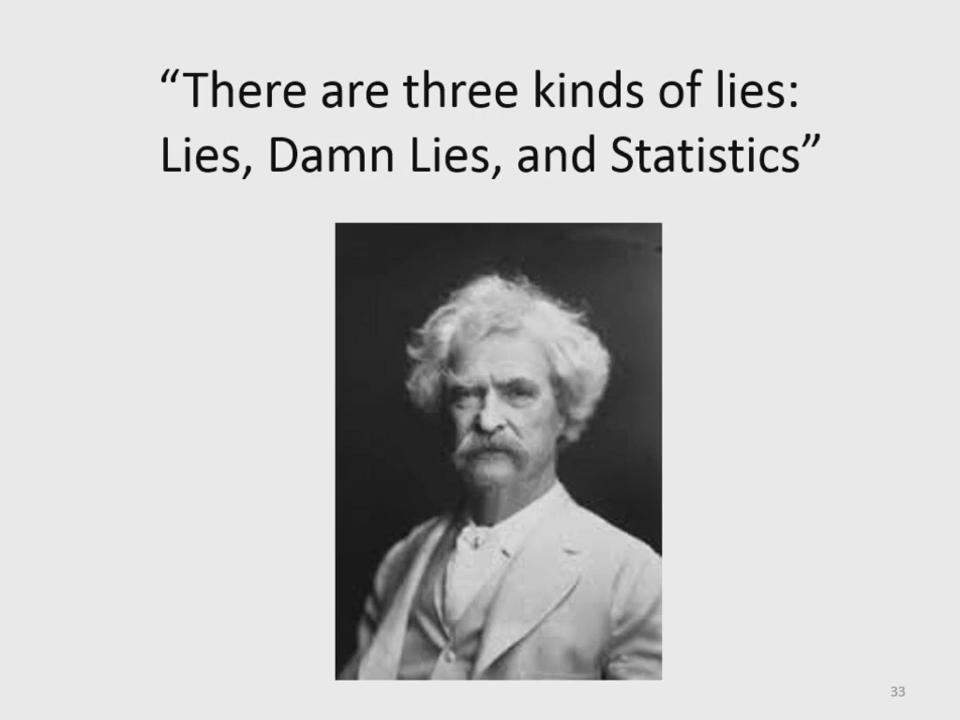 “There are three kinds of lies:
Lies, Damn Lies, and Statistics”
33